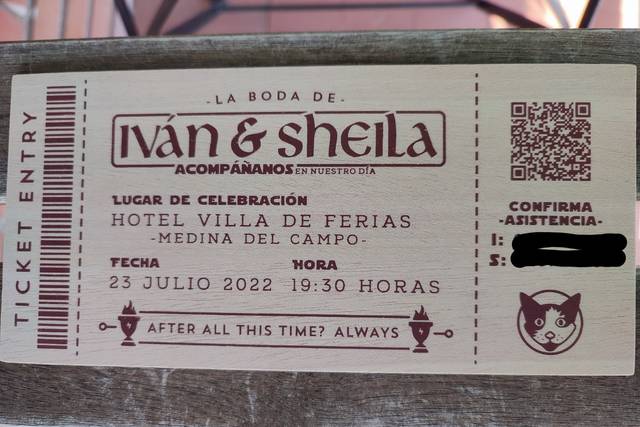 TICKET ENTRY
-LA BODA DE-
IVÁN & SHEILA
ACOMPÁÑANOS EN NUESTRO DÍA
LUGAR DE CELEBRACIÓN
HOTEL VILLA DE FERIAS
-MEDINA DEL CAMPO-
FECHA HORA
23 JULIO 2022 19:30 HORAS
AFTER ALL THIS TIME? ALWAYS
CONFIRMA
-ASISTENCIA-
I:
S: